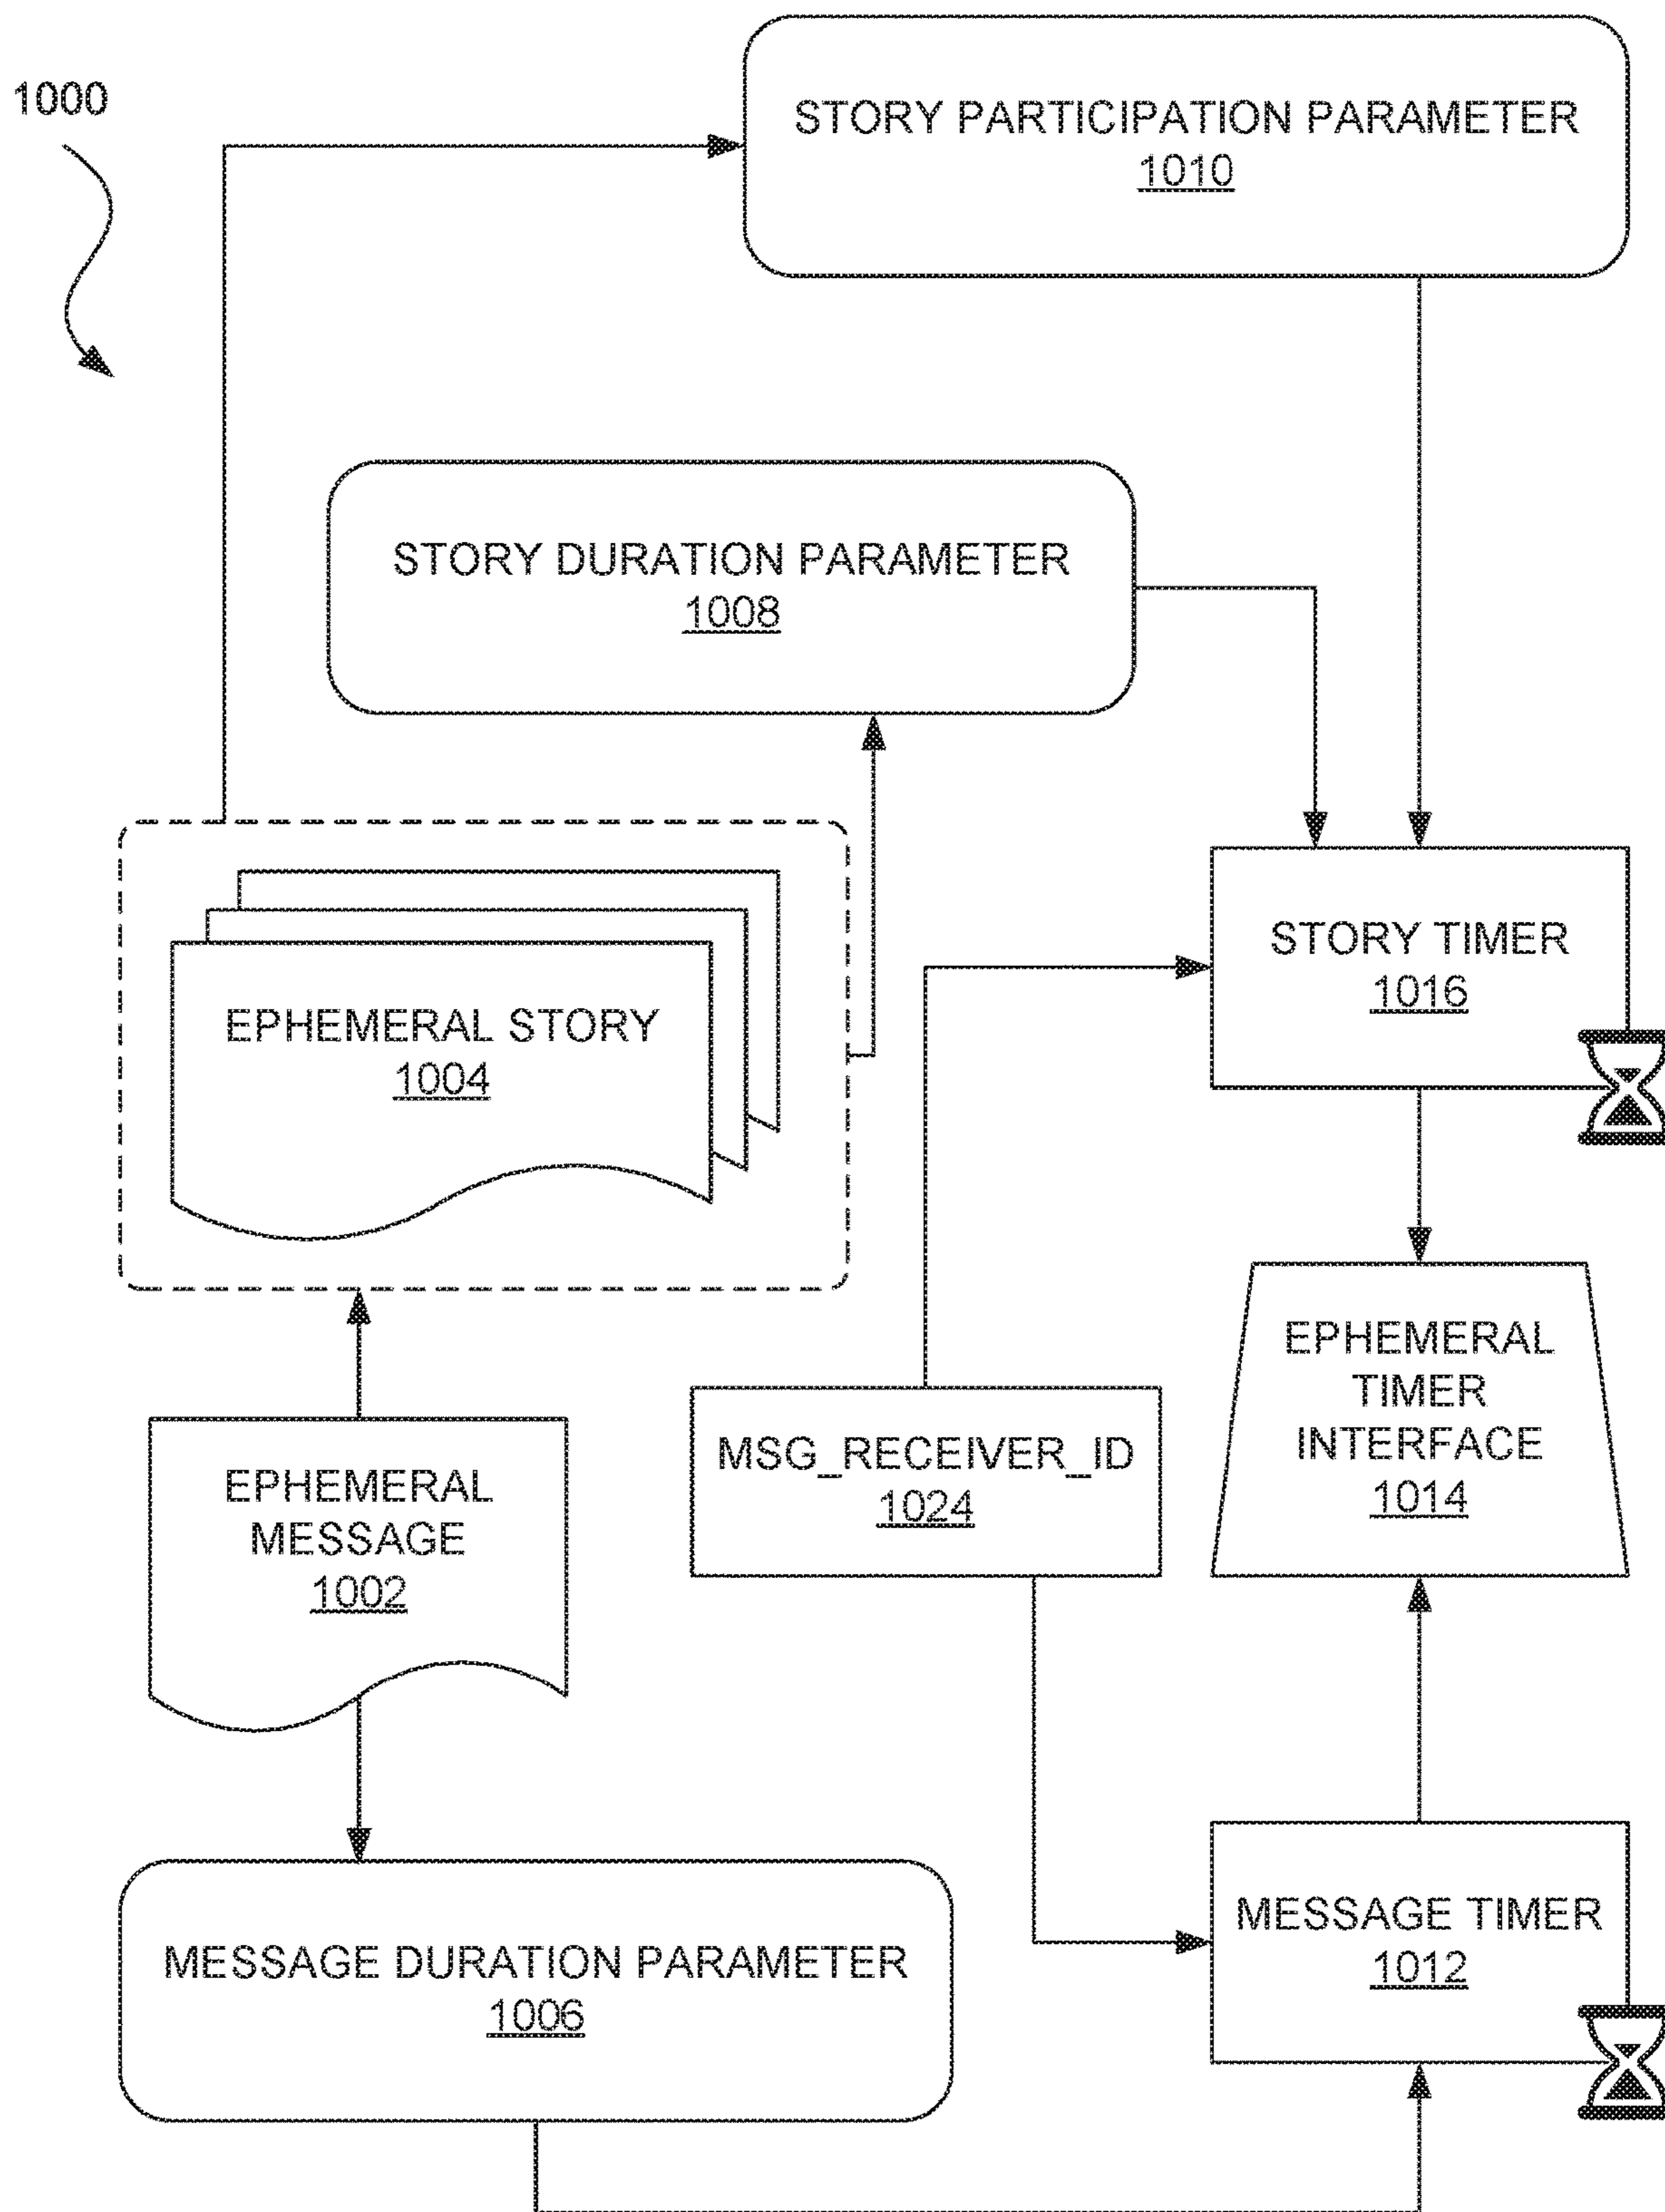 1000
STORY PARTICIPATION PARAMETER
1010
STORY DURATION PARAMETER
1008
STORY TIMER
1016
EPHEMERAL STORY
1004
EPHEMERAL
TIMER
INTERFACE
1014
MSG_RECEIVER_ID
1024
EPHEMERAL
MESSAGE
1002
MESSAGE TIMER
1012
MESSAGE DURATION PARAMETER
1006